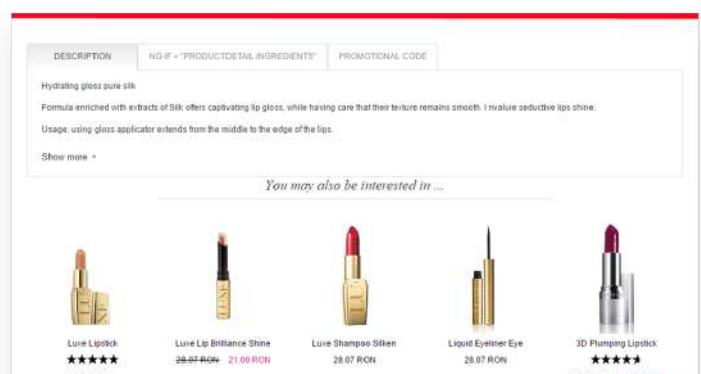 DESCRIPTION NG-IF = "PRODUCTDETAIL.INGREDIENTS" PROMOTIONAL CODE
Hydrating gloss pure silk
Formula enriched with extracts of Silk offers captivating lip gloss, while having care that their texture remains smooth. I nvaluie seductive lips shine.
Usage: using gloss applicator extends from the middle to the edge of the lips.
Show more
You may also be interested in ...
Luxe Lipstick Luxe Lip Brilliance Shine Luxe Shampoo Silken Liquid Eyeliner Eye 3D Plumping Lipstick
28.07 RON 21.00 RON 28.07 RON 28.07 RON